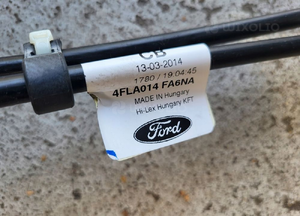 CB
13-03-2014
1780 / 19:04:45
4FLA014 FA6NA
MADE IN Hungary
Hi-Lex Hungary KFT
Ford